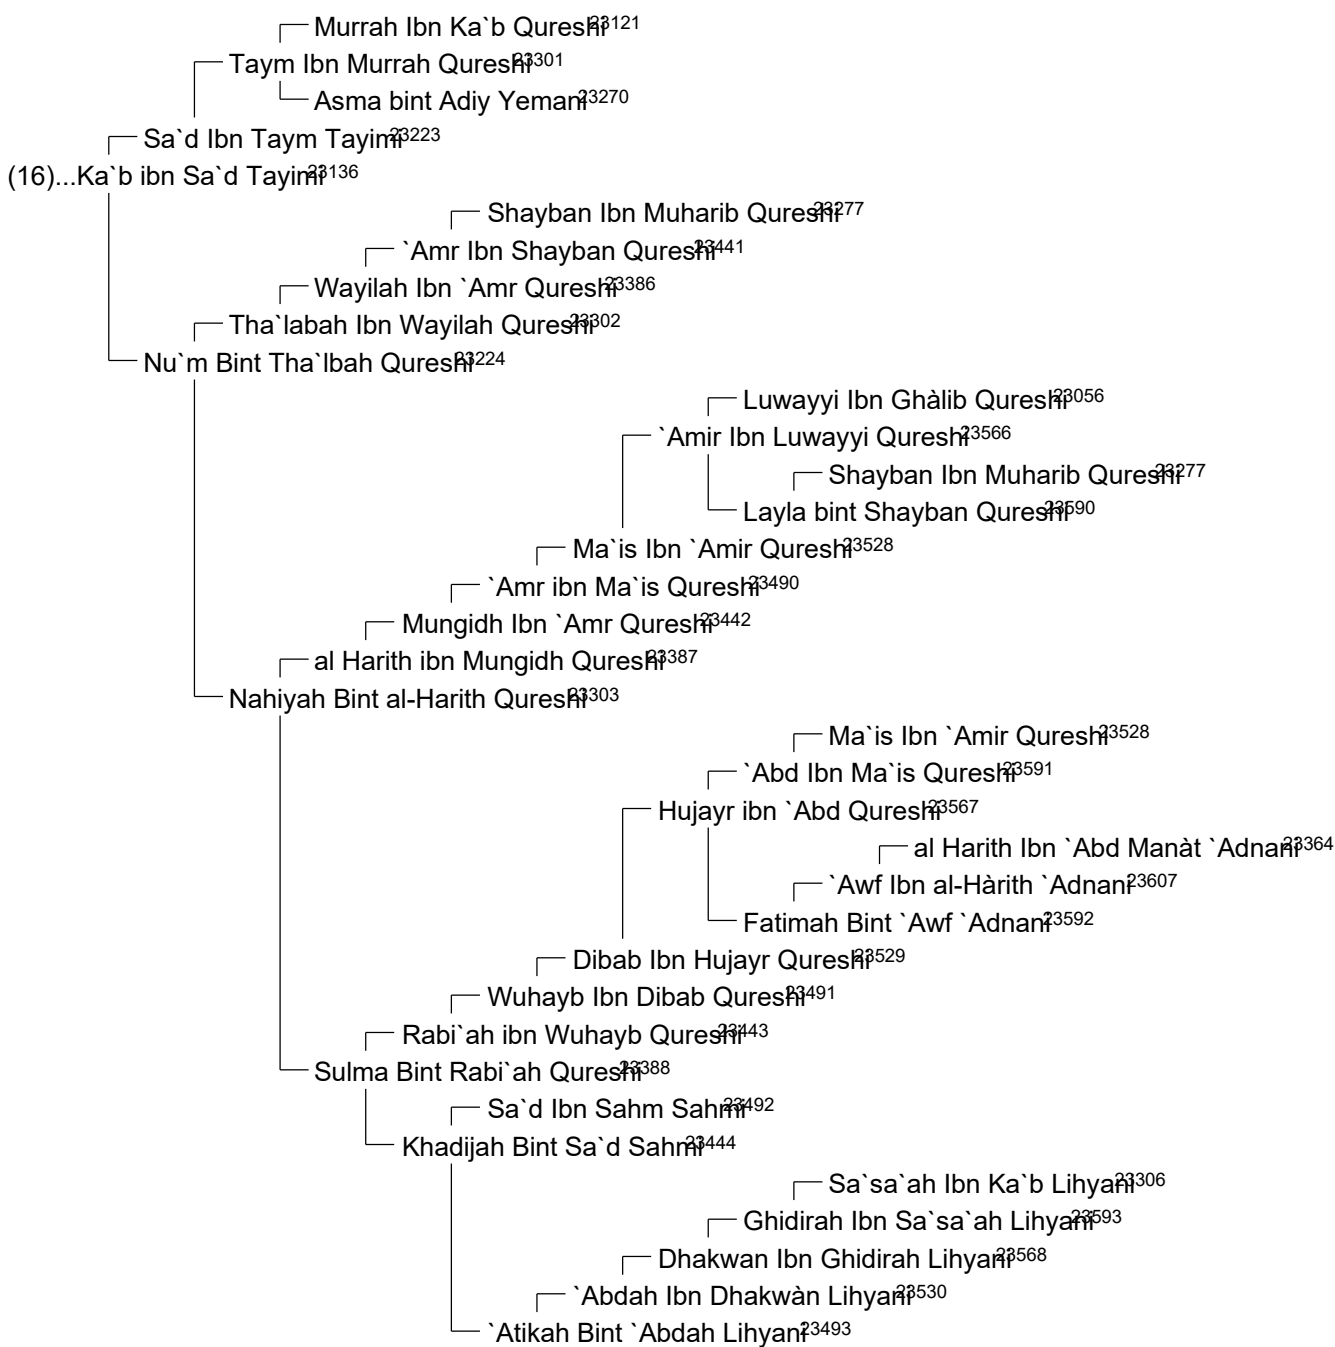 Murrah Ibn Ka`b Qureshi23121
Taym Ibn Murrah Qureshi23301
Asma bint Adiy Yemani23270
Sa`d Ibn Taym Tayimi23223
(16)...Ka`b ibn Sa`d Tayimi23136
Shayban Ibn Muharib Qureshi23277
`Amr Ibn Shayban Qureshi23441
Wayilah Ibn `Amr Qureshi23386
Tha`labah Ibn Wayilah Qureshi23302
Nu`m Bint Tha`lbah Qureshi23224
Luwayyi Ibn Ghàlib Qureshi23056
`Amir Ibn Luwayyi Qureshi23566
Shayban Ibn Muharib Qureshi23277
Layla bint Shayban Qureshi23590
Ma`is Ibn `Amir Qureshi23528
`Amr ibn Ma`is Qureshi23490
Mungidh Ibn `Amr Qureshi23442
al Harith ibn Mungidh Qureshi23387
Nahiyah Bint al-Harith Qureshi23303
Ma`is Ibn `Amir Qureshi23528
`Abd Ibn Ma`is Qureshi23591
Hujayr ibn `Abd Qureshi23567
al Harith Ibn `Abd Manàt `Adnani23364
`Awf Ibn al-Hàrith `Adnani23607
Fatimah Bint `Awf `Adnani23592
Dibab Ibn Hujayr Qureshi23529
Wuhayb Ibn Dibab Qureshi23491
Rabi`ah ibn Wuhayb Qureshi23443
Sulma Bint Rabi`ah Qureshi23388
Sa`d Ibn Sahm Sahmi23492
Khadijah Bint Sa`d Sahmi23444
Sa`sa`ah Ibn Ka`b Lihyani23306
Ghidirah Ibn Sa`sa`ah Lihyani23593
Dhakwan Ibn Ghidirah Lihyani23568
`Abdah Ibn Dhakwàn Lihyani23530
`Atikah Bint `Abdah Lihyani23493